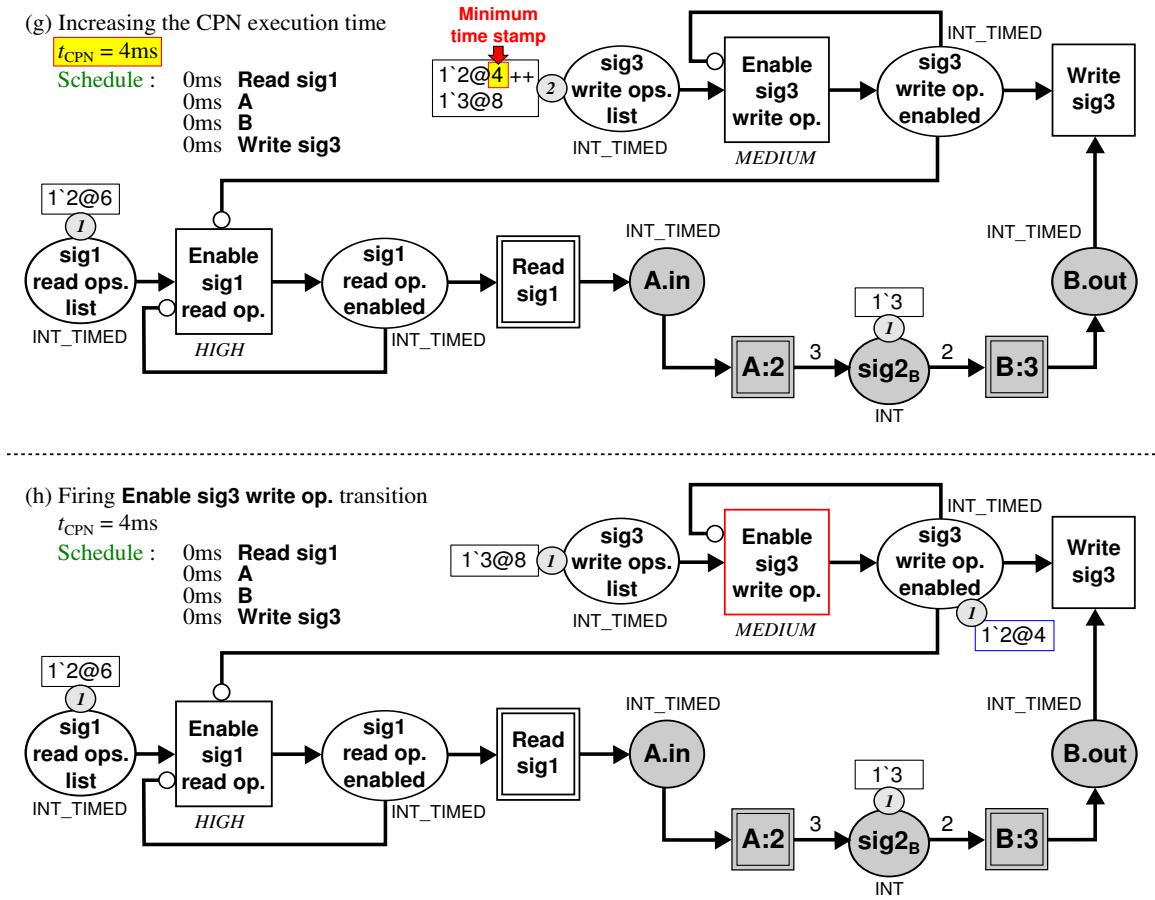 (g) Increasing the CPN execution time
tCPN = 4ms
Schedule : 0ms Read sig1
0ms A
0ms B
0ms Write sig3
Minimum
time stamp
1`2@4 ++
1`3@8
2
sig3
write ops.
list
INT_TIMED
Enable
sig3
write op.
MEDIUM
INT_TIMED
sig3
write op.
enabled
Write
sig3
1`2@6
1
sig1
read ops.
list
INT_TIMED
Enable
sig1
read op.
HIGH
sig1
read op.
enabled
INT_TIMED
Read
sig1
INT_TIMED
A.in
A:2
3
1`3
1
sig2B
INT
2
B:3
INT_TIMED
B.out
(h) Firing Enable sig3 write op. transition
tCPN = 4ms
Schedule : 0ms Read sig1
0ms A
0ms B
0ms Write sig3
1`3@8
1
sig3
write ops.
list
INT_TIMED
Enable
sig3
write op.
MEDIUM
INT_TIMED
sig3
write op.
enabled
1
1`2@4
Write
sig3
1`2@6
1
sig1
read ops.
list
INT_TIMED
Enable
sig1
read op.
HIGH
sig1
read op.
enabled
INT_TIMED
Read
sig1
INT_TIMED
A.in
A:2
3
1`3
1
sig2B
INT
2
B:3
INT_TIMED
B.out